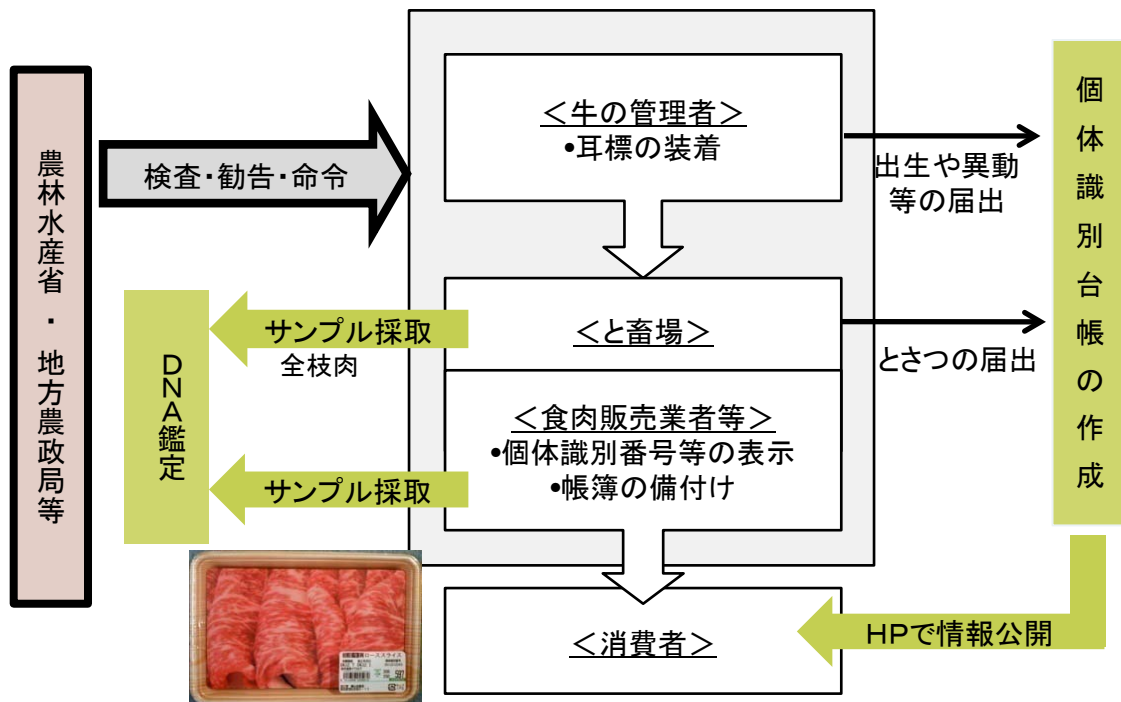 農林水産省・地方農政局等
検査・勧告・命令
＜牛の管理者＞
•耳標の装着
出生や異動
等の届出
個体識別台帳の作成
＜と畜場＞
サンプル採取
全枝肉
とさつの届出
DNA鑑定
＜食肉販売業者等＞
•個体識別番号等の表示
•帳簿の備付け
サンプル採取
＜消費者＞
HPで情報公開